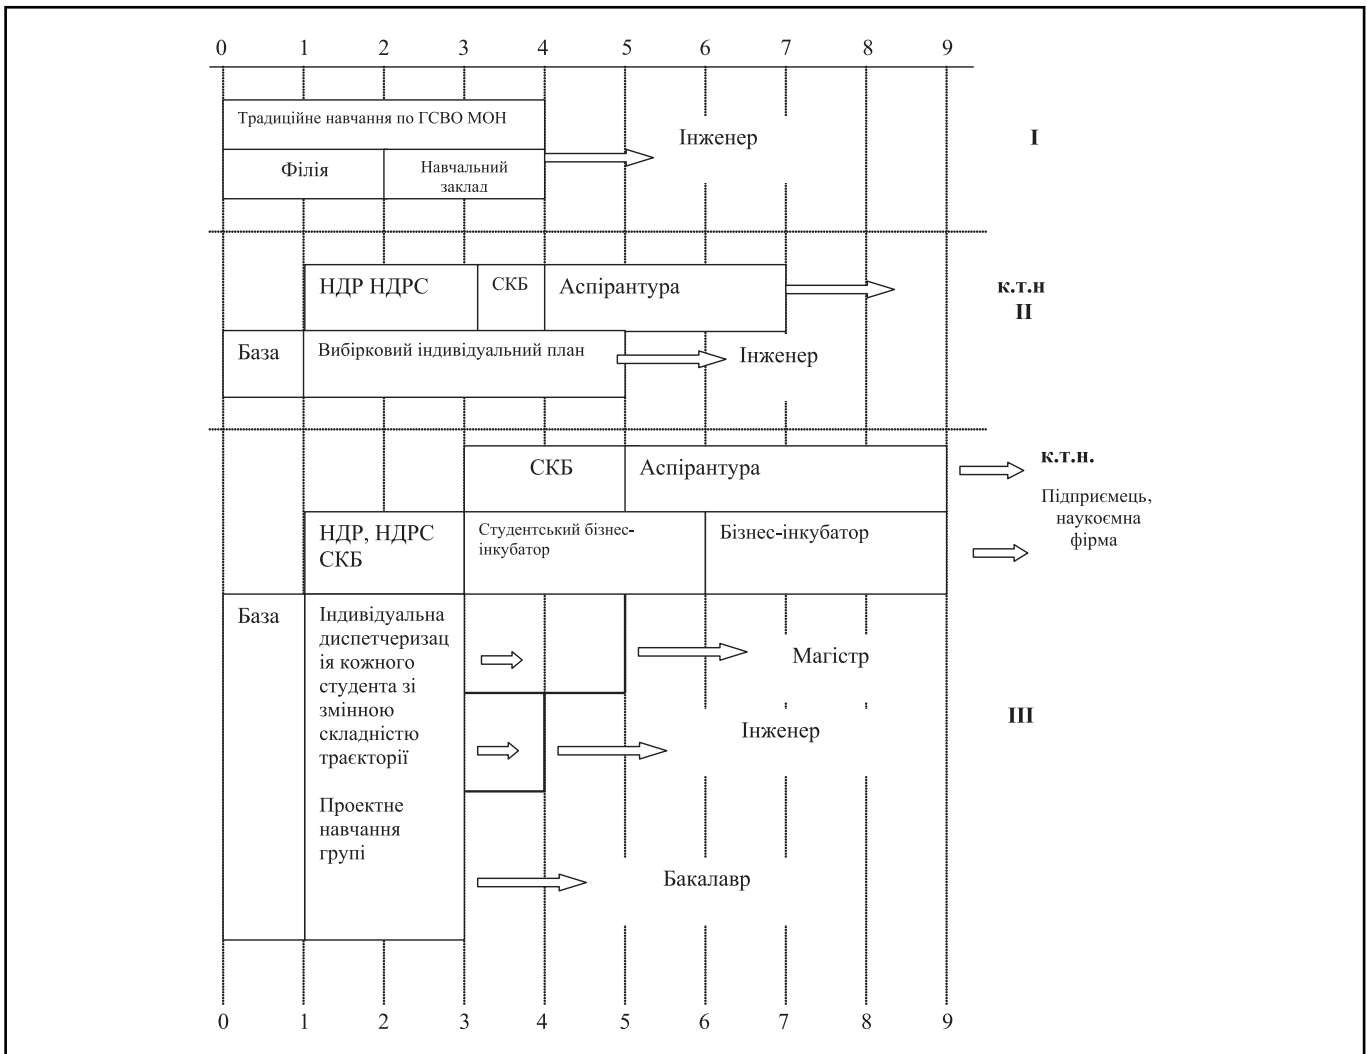 0 1 2 3 4 5 6 7 8 9
Традиційне навчання по ГСВО МОН
Філія
Навчальний
заклад
Інженер
I
НДР НДРС
СКБ
Аспірантура
к.т.н
II
База
Вибірковий індивідуальний план
Інженер
СКБ
Аспірантура
к.т.н.
Підприємець,
наукоємна
фірма
НДР, НДРС
СКБ
Студентський бізнес-
інкубатор
Бізнес-інкубатор
База
Індивідуальна
диспетчеризац
ія кожного
студента зі
змінною
складністю
траєкторії
Проектне
навчання
групі
Магістр
Інженер
III
Бакалавр
0 1 2 3 4 5 6 7 8 9